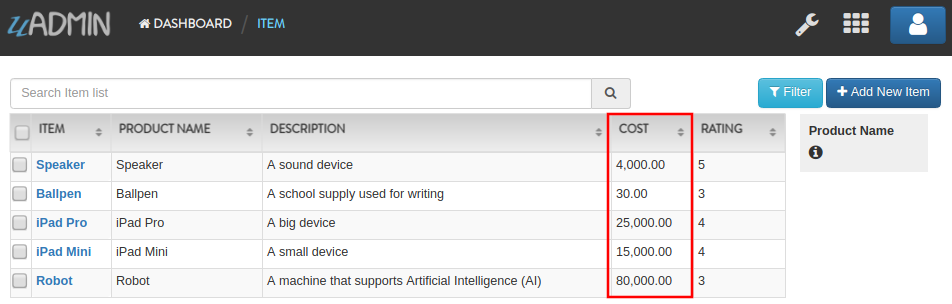 uADMIN DASHBOARD / ITEM
Search Item list Filter + Add New Item
ITEM PRODUCT NAME DESCRIPTION COST RATING Product Name
Speaker Speaker A sound device 4,000.00 5
Ballpen Ballpen A school supply used for writing 30.00 3
iPad Pro iPad Pro A big device 25,000.00 4
iPad Mini iPad Mini A small device 15,000.00 4
Robot Robot A machine that supports Artificial Intelligence (AI) 80,000.00 3